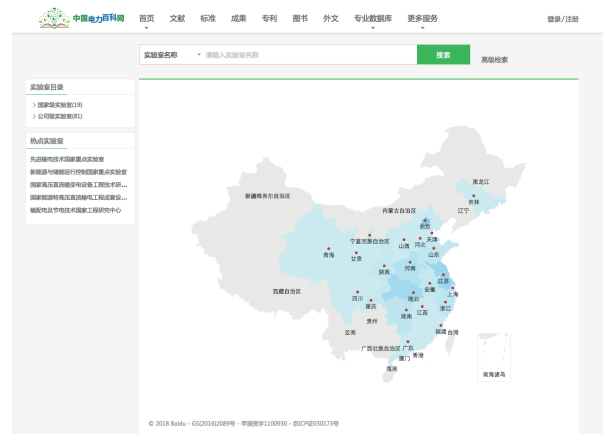 中国电力百科网
首页 文献 标准 成果 专利 图书 外文 专业数据库 更多服务
登录/注册
实验室名称 请输入实验室名称
搜索
高级检索
实验室目录
> 国家级实验室(19)
> 公司级实验室(81)
热点实验室
先进输电技术国家重点实验室
新能源与储能运行控制国家重点实验室
国家高压直流输变电设备工程技术研...
国家能源特高压直流输电工程成套设...
输配电及节电技术国家工程研究中心
黑龙江
吉林
辽宁
新疆维吾尔自治区
内蒙古自治区
北京
天津
宁夏回族自治区
山西
河北
山东
青海
甘肃
陕西
河南
江苏
西藏自治区
安徽
上海
四川
湖北
重庆
浙江
湖南
江西
贵州
福建
台湾
云南
广西壮族自治区
广东
香港
澳门
海南
南海诸岛
© 2018 Baidu - GS(2016)2089号 - 甲测资字1100930 - 京ICP证030173号